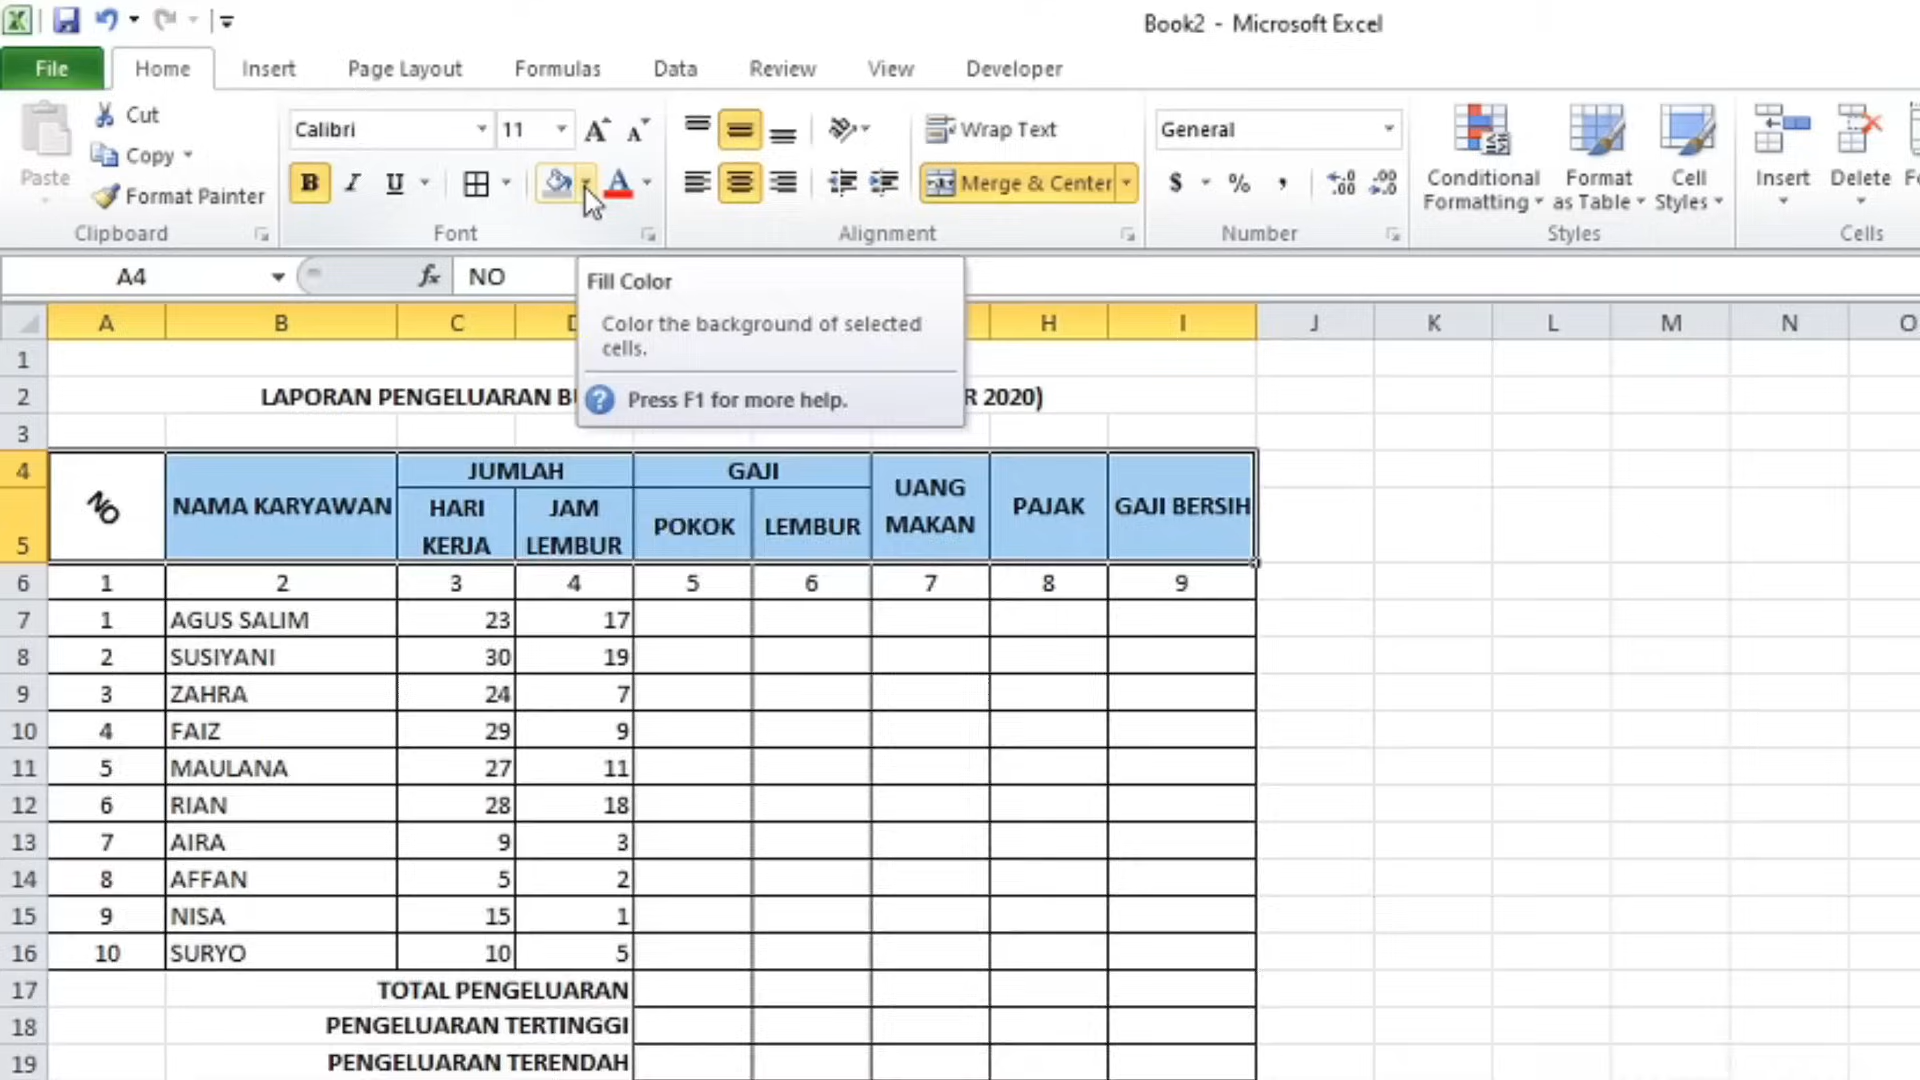 Book2 - Microsoft Excel
File Home Insert Page Layout Formulas Data Review View Developer
Paste
Cut
Copy
Format Painter
Clipboard
Calibri 11
B I U
Font
Wrap Text
Merge & Center
Alignment
General
$ % ,
Number
Conditional Formatting
Format as Table
Cell Styles
Styles
Insert
Delete
Cells
A4 fx NO
Fill Color
Color the background of selected
cells.
Press F1 for more help.
A B C H I J K L M N O
1
2 LAPORAN PENGELUARAN 2020)
3
4 NO NAMA KARYAWAN JUMLAH GAJI UANG MAKAN PAJAK GAJI BERSIH
5 HARI KERJA JAM LEMBUR POKOK LEMBUR
6 1 2 3 4 5 6 7 8 9
7 1 AGUS SALIM 23 17
8 2 SUSIYANI 30 19
9 3 ZAHRA 24 7
10 4 FAIZ 29 9
11 5 MAULANA 27 11
12 6 RIAN 28 18
13 7 AIRA 9 3
14 8 AFFAN 5 2
15 9 NISA 15 1
16 10 SURYO 10 5
17 TOTAL PENGELUARAN
18 PENGELUARAN TERTINGGI
19 PENGELUARAN TERENDAH